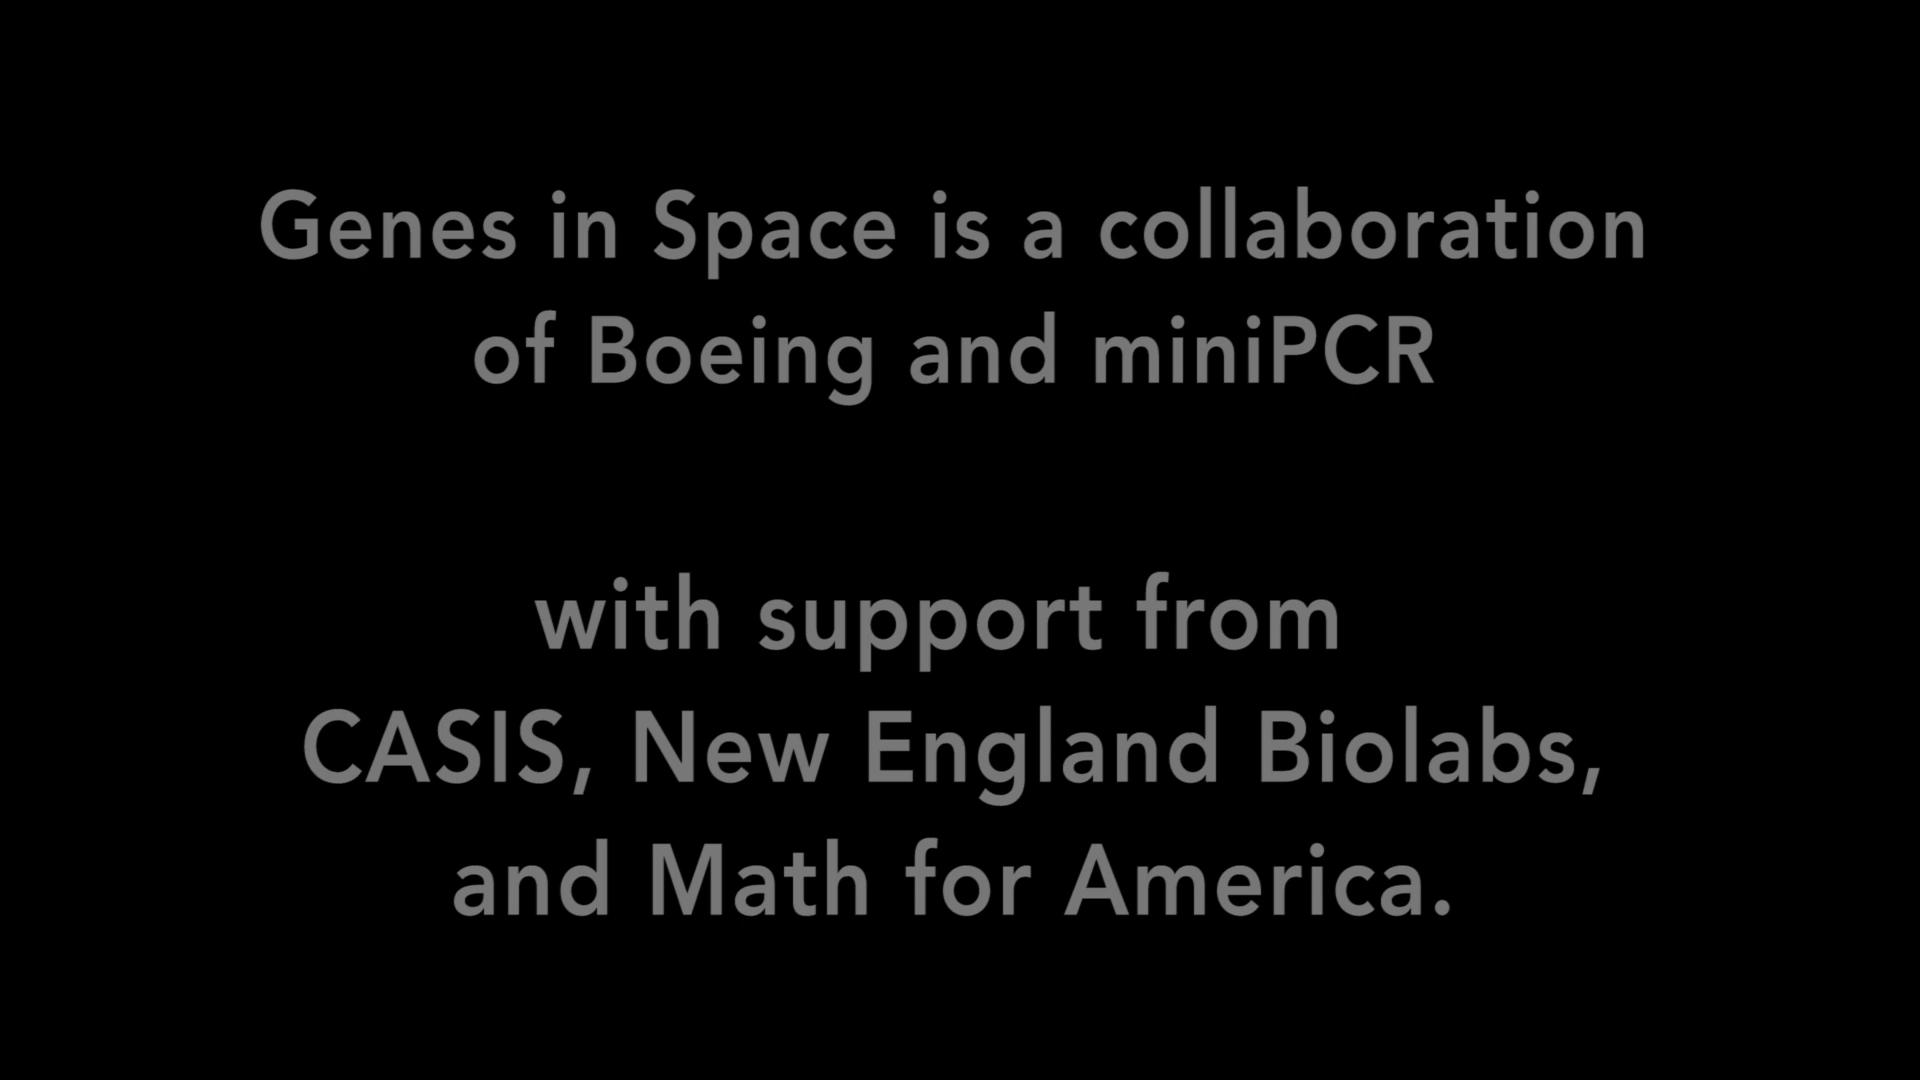 Genes in Space is a collaboration
of Boeing and miniPCR
with support from
CASIS, New England Biolabs,
and Math for America.